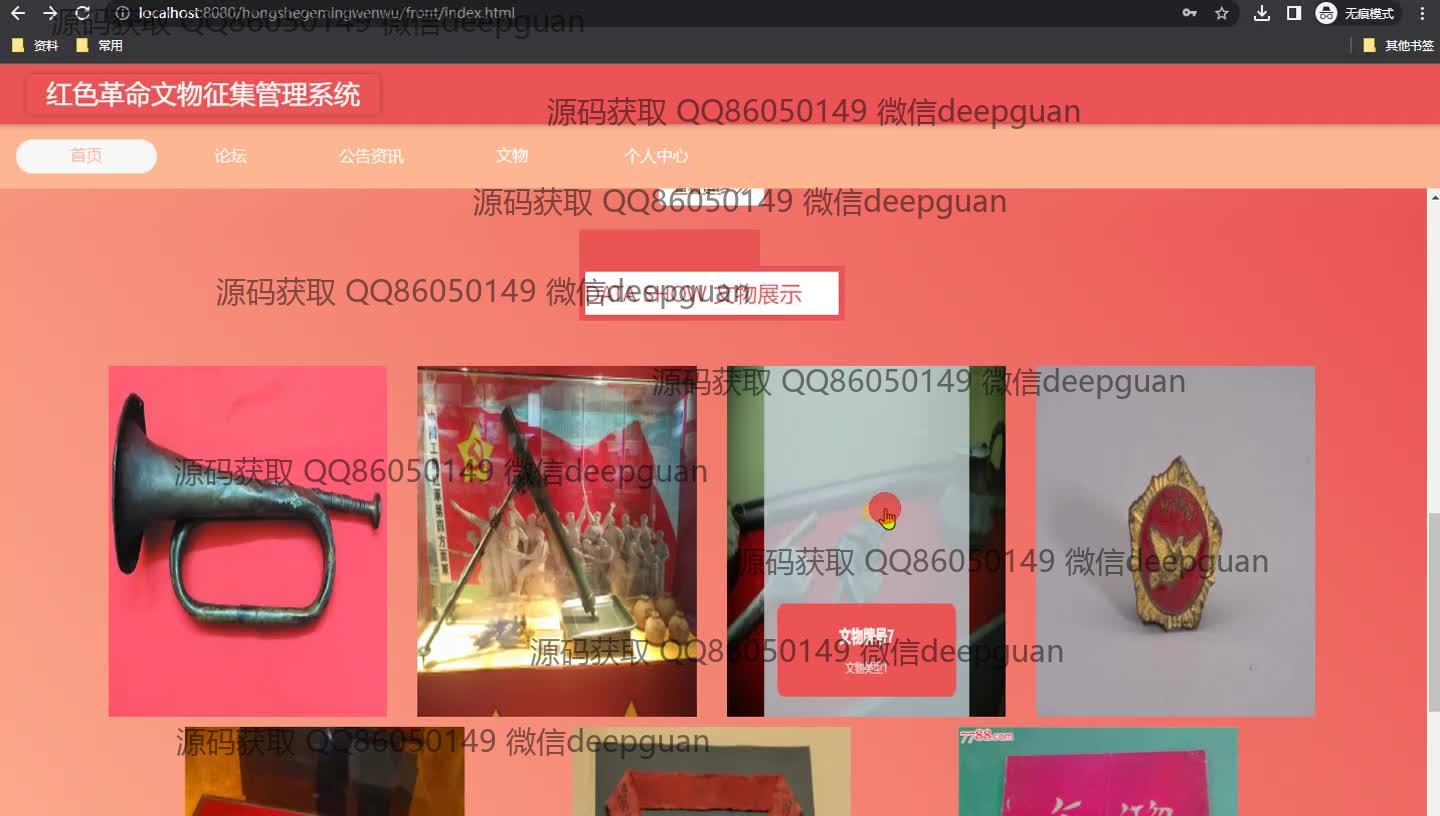 localhost:8080/hongshegemingwenwu/front/index.html
无痕模式
源码获取 QQ86050149 微信deepguan
资料
常用
其他书签
红色革命文物征集管理系统
源码获取 QQ86050149 微信deepguan
首页
论坛
公告资讯
文物
个人中心
源码获取 QQ86050149 微信deepguan
DATA SHOW 文物展示
源码获取 QQ86050149 微信deepguan
源码获取 QQ86050149 微信deepguan
源码获取 QQ86050149 微信deepguan
源码获取 QQ86050149 微信deepguan
文物牌号7
文物类型1
源码获取 QQ86050149 微信deepguan
源码获取 QQ86050149 微信deepguan
7788.com